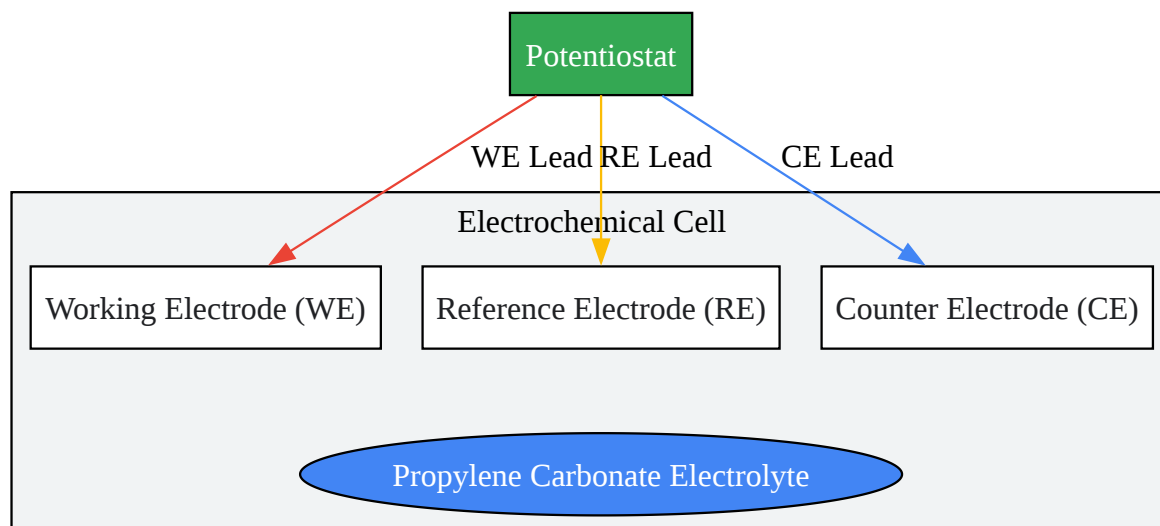 Potentiostat
WE Lead
RE Lead
CE Lead
Electrochemical Cell
Working Electrode (WE)
Reference Electrode (RE)
Counter Electrode (CE)
Propylene Carbonate Electrolyte